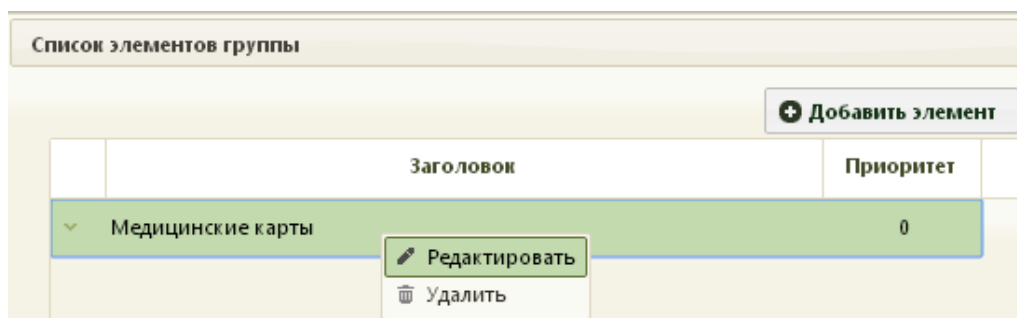 Список элементов группы
Добавить элемент
Заголовок Приоритет
Медицинские карты 0
Редактировать
Удалить